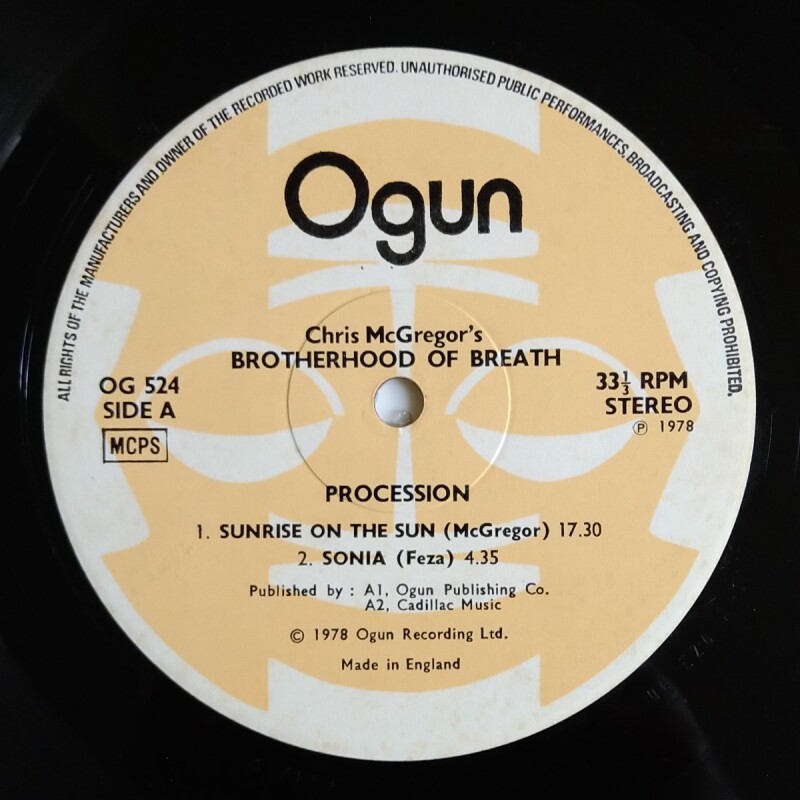 ALL RIGHTS OF THE MANUFACTURERS AND OWNER OF THE RECORDED WORK RESERVED. UNAUTHORISED PUBLIC PERFORMANCES, BROADCASTING AND COPYING PROHIBITED.
Ogun
Chris McGregor's
BROTHERHOOD OF BREATH
OG 524
SIDE A
MCPS
33⅓ RPM
STEREO
Ⓟ 1978
PROCESSION
1. SUNRISE ON THE SUN (McGregor) 17.30
2. SONIA (Feza) 4.35
Published by : A1, Ogun Publishing Co.
A2, Cadillac Music
© 1978 Ogun Recording Ltd.
Made in England